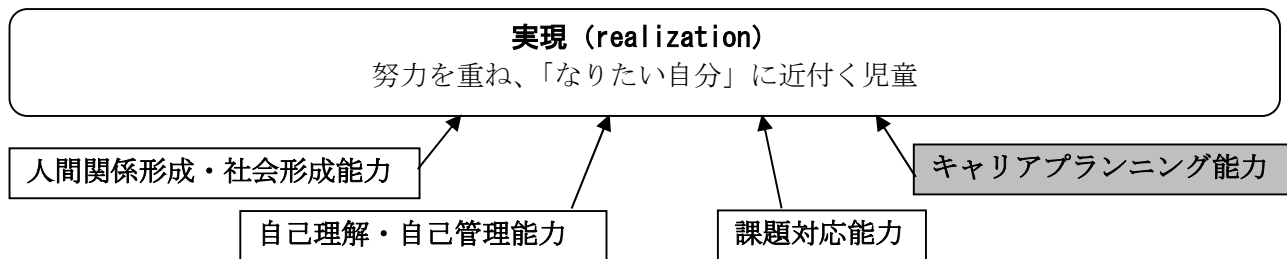 実現 (realization)
努力を重ね、「なりたい自分」に近付く児童
人間関係形成・社会形成能力
キャリアプランニング能力
自己理解・自己管理能力
課題対応能力